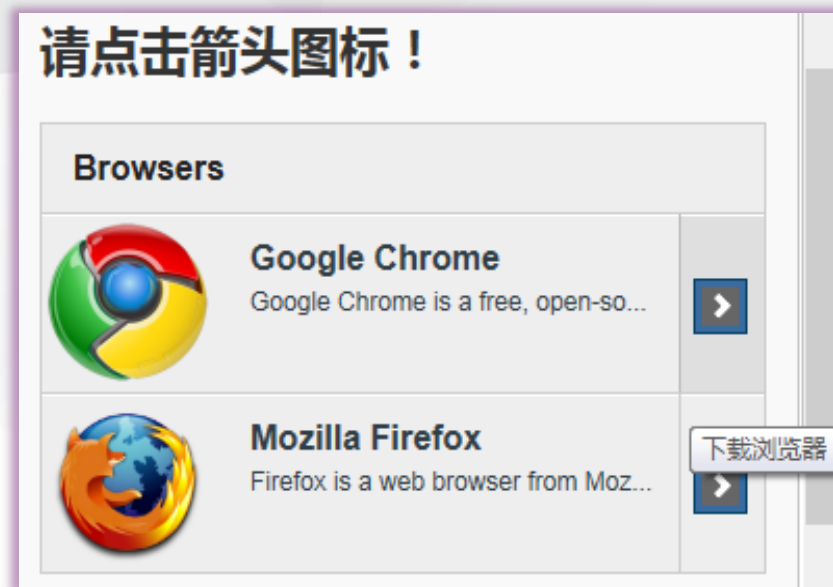 请点击箭头图标！
Browsers
Google Chrome
Google Chrome is a free, open-so...
Mozilla Firefox
下载浏览器
Firefox is a web browser from Moz...